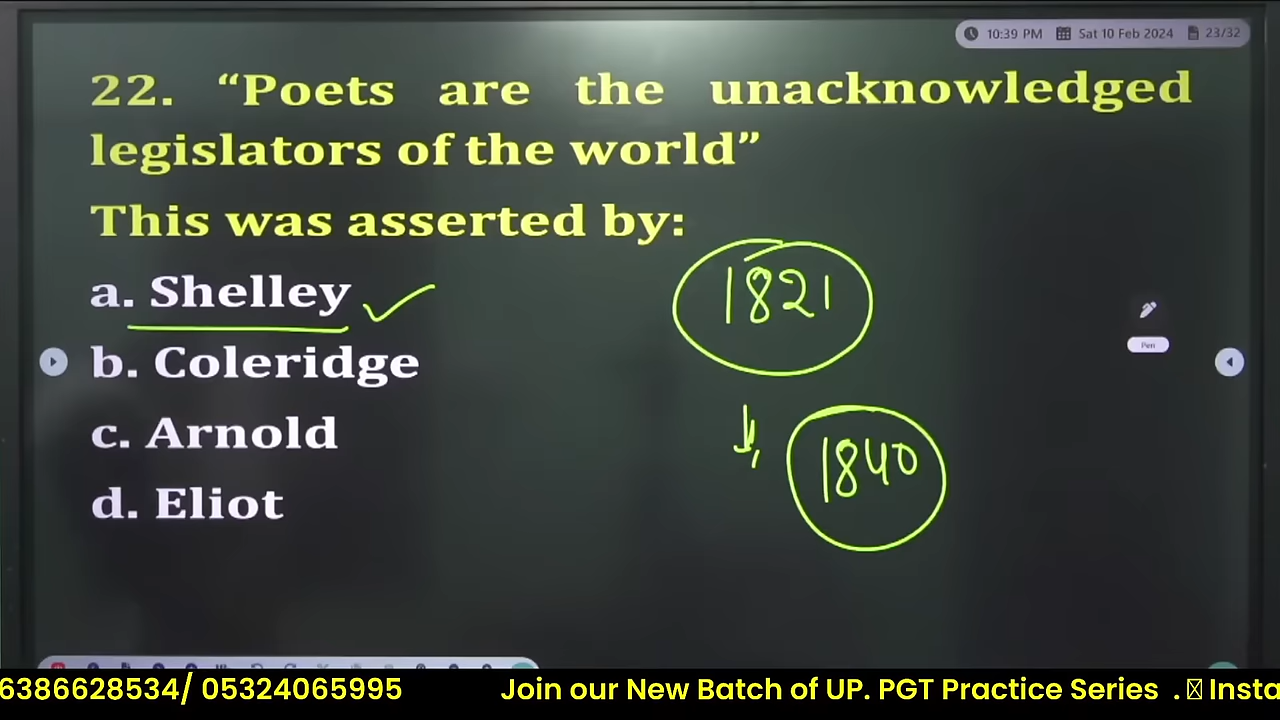 10:39 PM Sat 10 Feb 2024 23/32
22. “Poets are the unacknowledged
legislators of the world”
This was asserted by:
a. Shelley
1821
b. Coleridge
Pen
c. Arnold
1840
d. Eliot
6386628534/ 05324065995 Join our New Batch of UP. PGT Practice Series . Insta